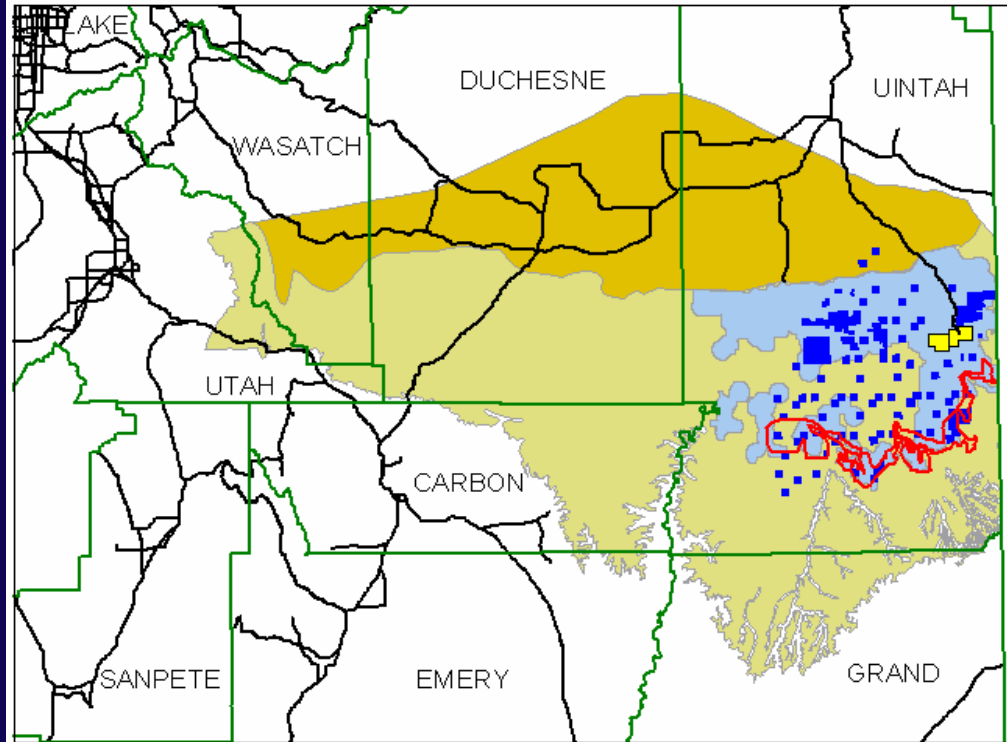 LAKE
DUCHESNE
UINTAH
WASATCH
UTAH
CARBON
SANPETE
EMERY
GRAND